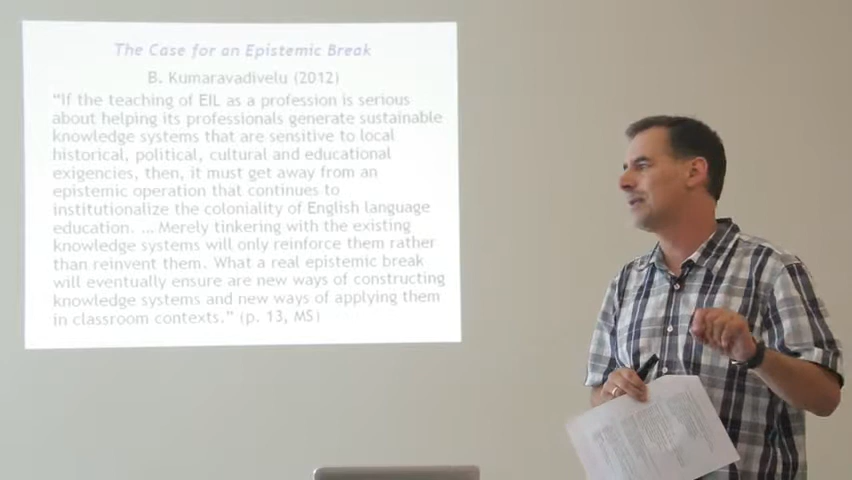 The Case for an Epistemic Break
B. Kumaravadivelu (2012)
“If the teaching of EIL as a profession is serious
about helping its professionals generate sustainable
knowledge systems that are sensitive to local
historical, political, cultural and educational
exigencies, then, it must get away from an
epistemic operation that continues to
institutionalize the coloniality of English language
education. ... Merely tinkering with the existing
knowledge systems will only reinforce them rather
than reinvent them. What a real epistemic break
will eventually ensure are new ways of constructing
knowledge systems and new ways of applying them
in classroom contexts.” (p. 13, MS)